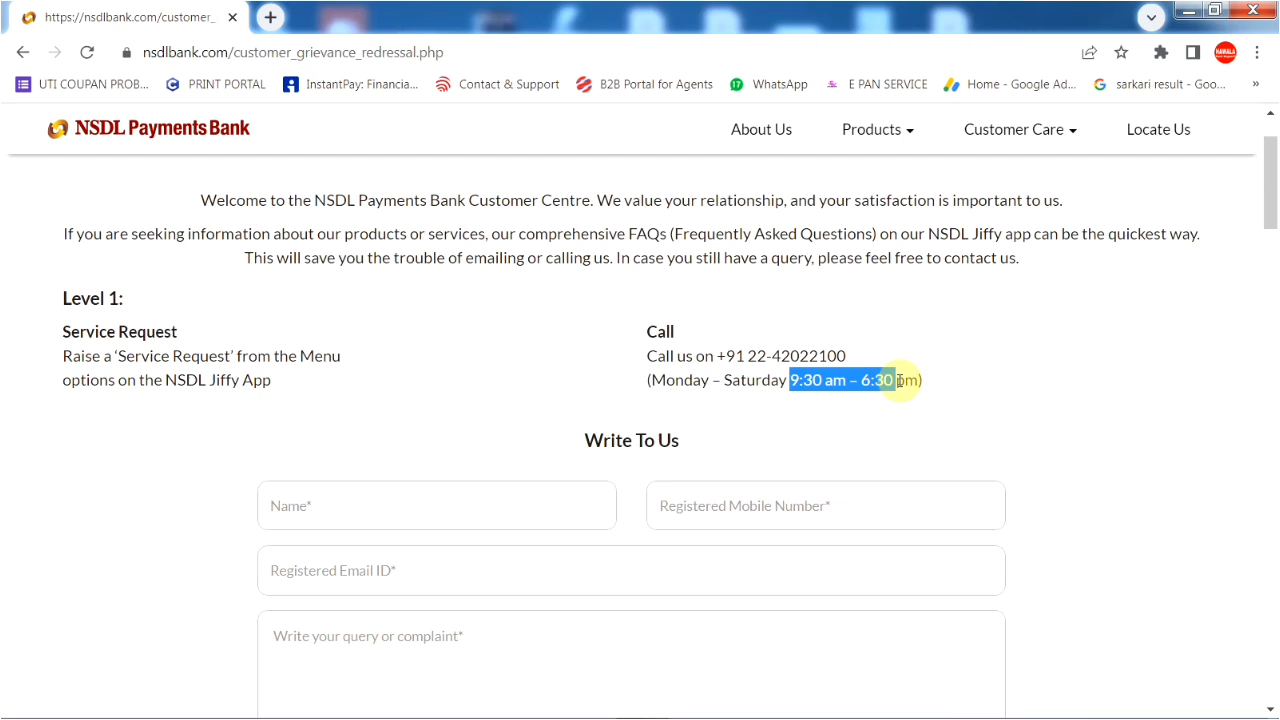 https://nsdlbank.com/customer_
nsdlbank.com/customer_grievance_redressal.php
UTI COUPAN PROB...
PRINT PORTAL
InstantPay: Financia...
Contact & Support
B2B Portal for Agents
17
WhatsApp
E PAN SERVICE
Home - Google Ad...
sarkari result - Goo...
»
NSDL Payments Bank
About Us
Products
Customer Care
Locate Us
Welcome to the NSDL Payments Bank Customer Centre. We value your relationship, and your satisfaction is important to us.
If you are seeking information about our products or services, our comprehensive FAQs (Frequently Asked Questions) on our NSDL Jiffy app can be the quickest way.
This will save you the trouble of emailing or calling us. In case you still have a query, please feel free to contact us.
Level 1:
Service Request
Raise a ‘Service Request’ from the Menu
options on the NSDL Jiffy App
Call
Call us on +91 22-42022100
(Monday – Saturday 9:30 am – 6:30 pm)
Write To Us
Name*
Registered Mobile Number*
Registered Email ID*
Write your query or complaint*